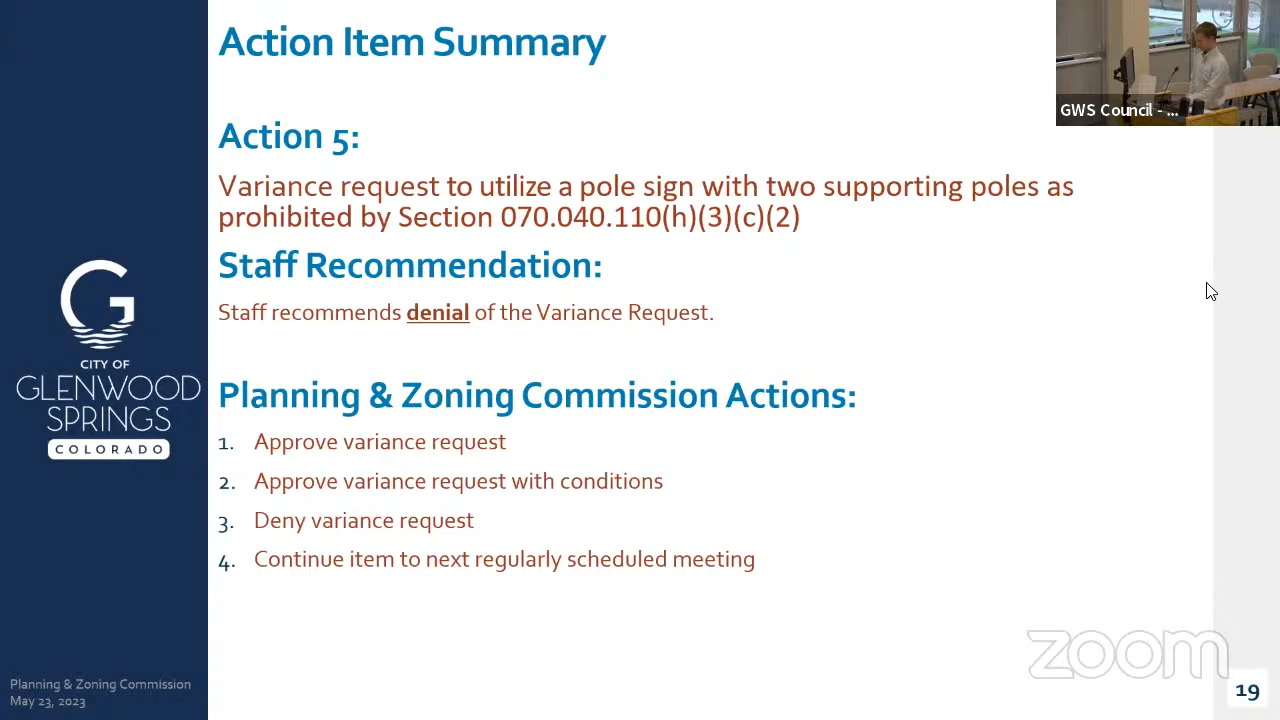 Action Item Summary
GWS Council - ...
Action 5:
Variance request to utilize a pole sign with two supporting poles as
prohibited by Section 070.040.110(h)(3)(c)(2)
Staff Recommendation:
Staff recommends denial of the Variance Request.
Planning & Zoning Commission Actions:
1. Approve variance request
2. Approve variance request with conditions
3. Deny variance request
4. Continue item to next regularly scheduled meeting
G
CITY OF
GLENWOOD
SPRINGS
COLORADO
Planning & Zoning Commission
May 23, 2023
zoom
19